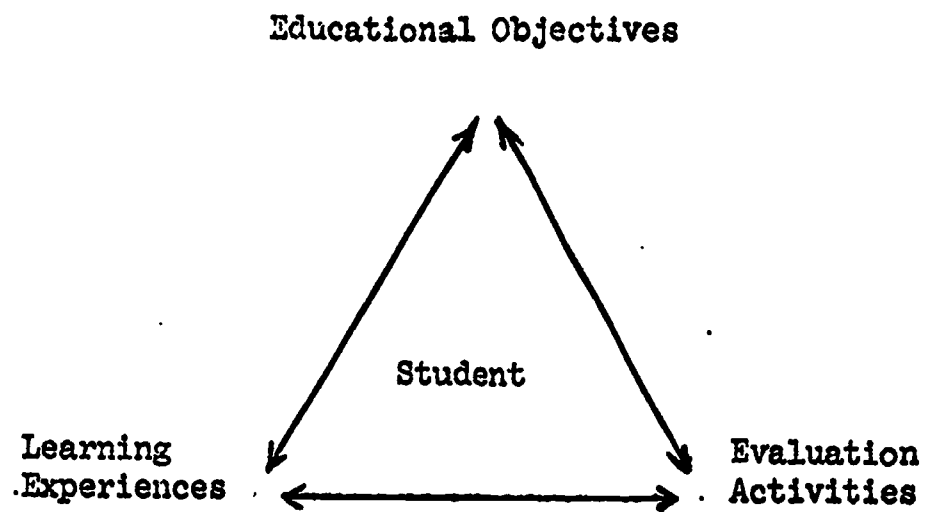 Educational Objectives
Student
Learning
Experiences
Evaluation
Activities